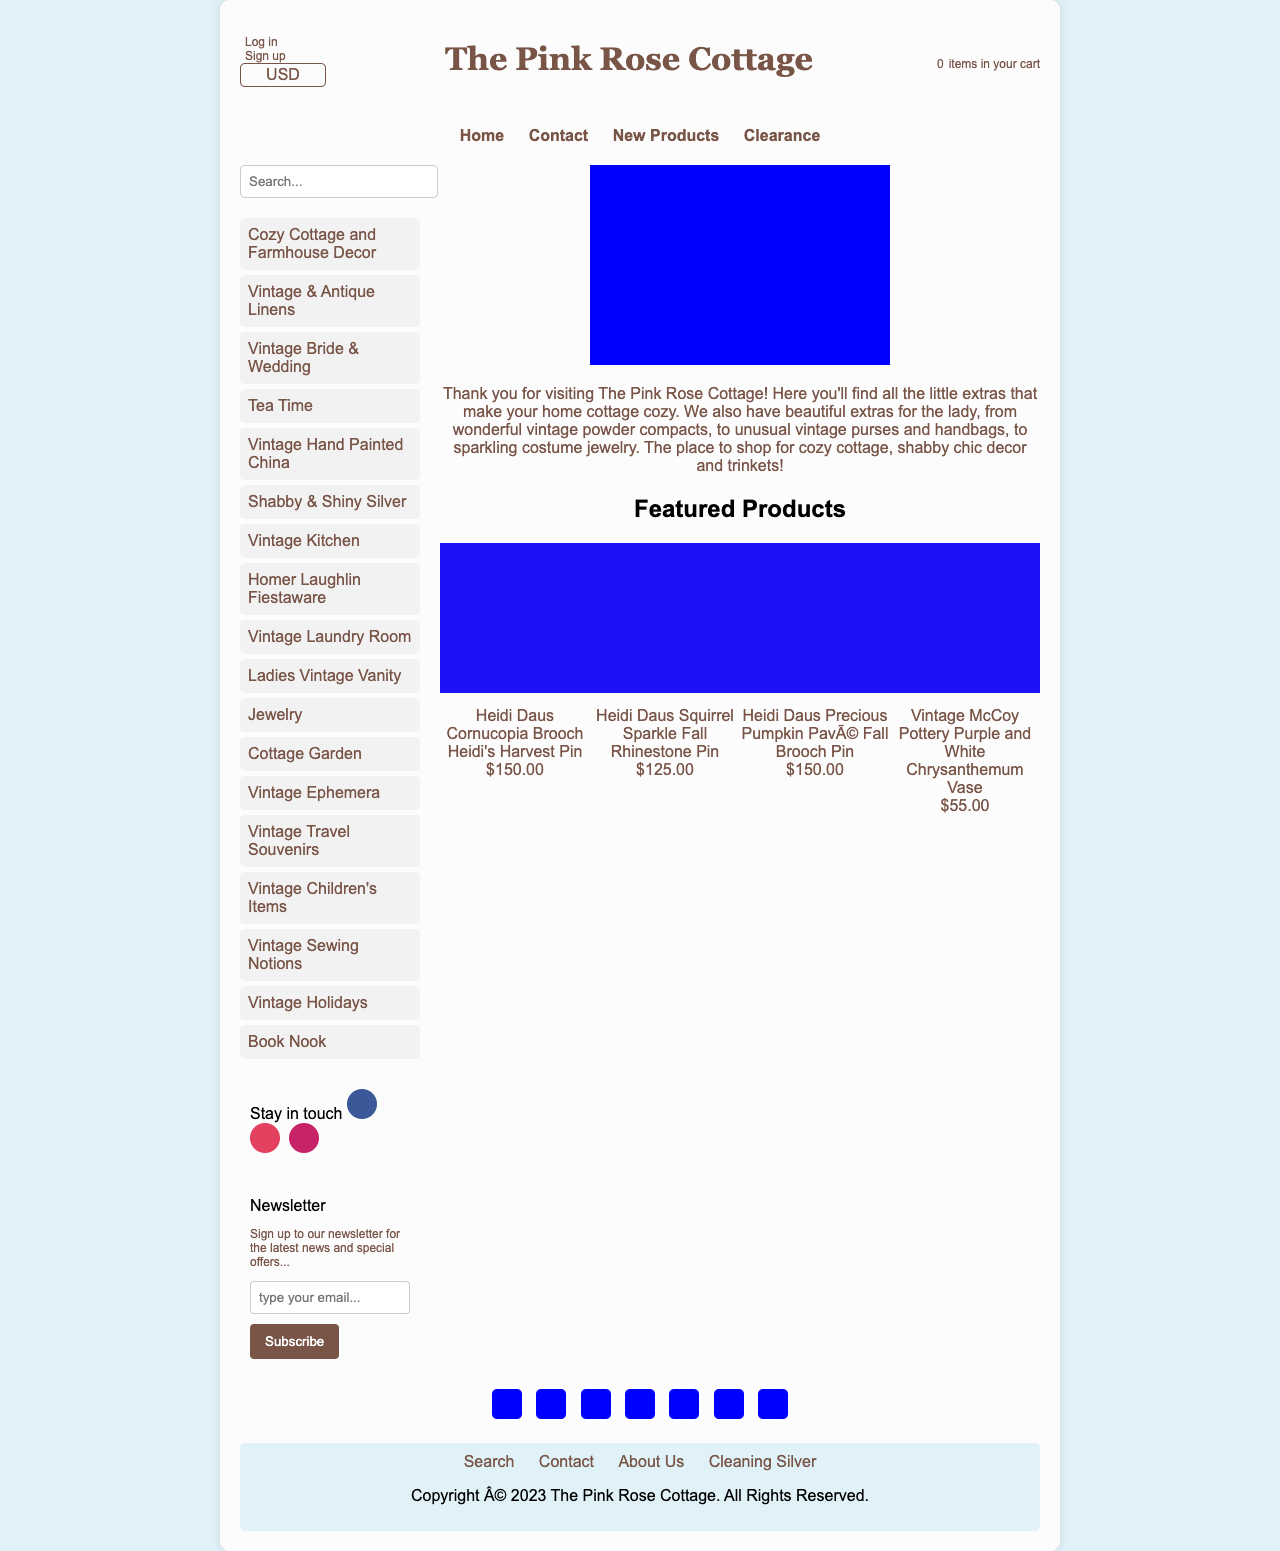 Log in
Sign up
USD
The Pink Rose Cottage
0 items in your cart
Home Contact New Products Clearance
Search...
Cozy Cottage and
Farmhouse Decor
Vintage & Antique
Linens
Vintage Bride &
Wedding
Tea Time
Vintage Hand Painted
China
Shabby & Shiny Silver
Vintage Kitchen
Homer Laughlin
Fiestaware
Vintage Laundry Room
Ladies Vintage Vanity
Jewelry
Cottage Garden
Vintage Ephemera
Vintage Travel
Souvenirs
Vintage Children's
Items
Vintage Sewing
Notions
Vintage Holidays
Book Nook
Stay in touch
Newsletter
Sign up to our newsletter for
the latest news and special
offers...
type your email...
Subscribe
Thank you for visiting The Pink Rose Cottage! Here you'll find all the little extras that
make your home cottage cozy. We also have beautiful extras for the lady, from
wonderful vintage powder compacts, to unusual vintage purses and handbags, to
sparkling costume jewelry. The place to shop for cozy cottage, shabby chic decor
and trinkets!
Featured Products
Heidi Daus
Cornucopia Brooch
Heidi's Harvest Pin
$150.00
Heidi Daus Squirrel
Sparkle Fall
Rhinestone Pin
$125.00
Heidi Daus Precious
Pumpkin PavÃ© Fall
Brooch Pin
$150.00
Vintage McCoy
Pottery Purple and
White
Chrysanthemum
Vase
$55.00
Search Contact About Us Cleaning Silver
Copyright Â© 2023 The Pink Rose Cottage. All Rights Reserved.